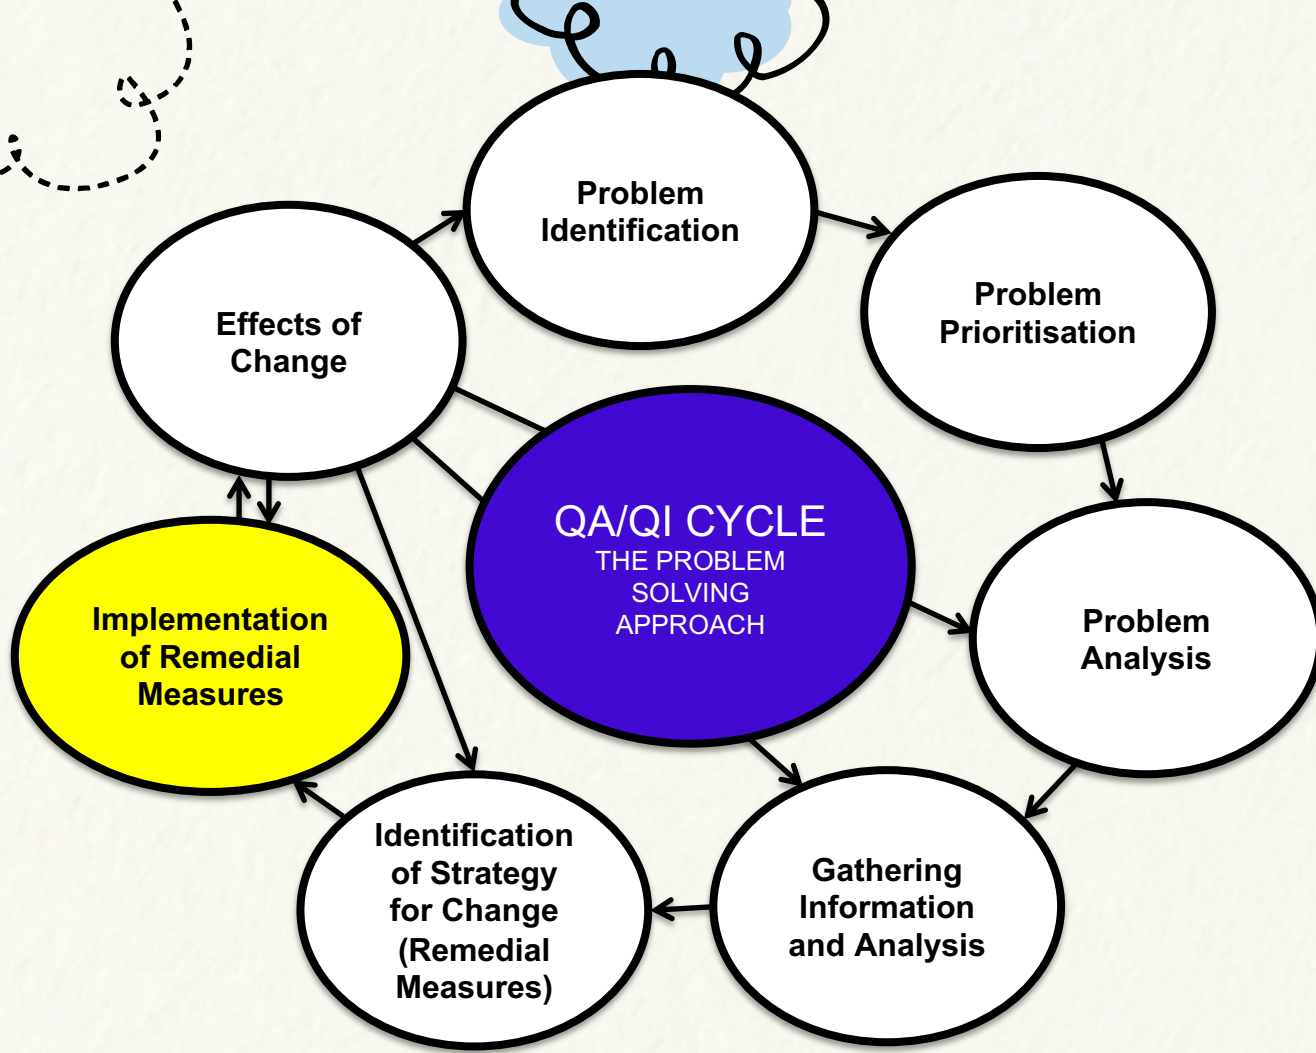 Problem
Identification
Problem
Prioritisation
Effects of
Change
QA/QI CYCLE
THE PROBLEM
SOLVING
APPROACH
Problem
Analysis
Implementation
of Remedial
Measures
Gathering
Information
and Analysis
Identification
of Strategy
for Change
(Remedial
Measures)